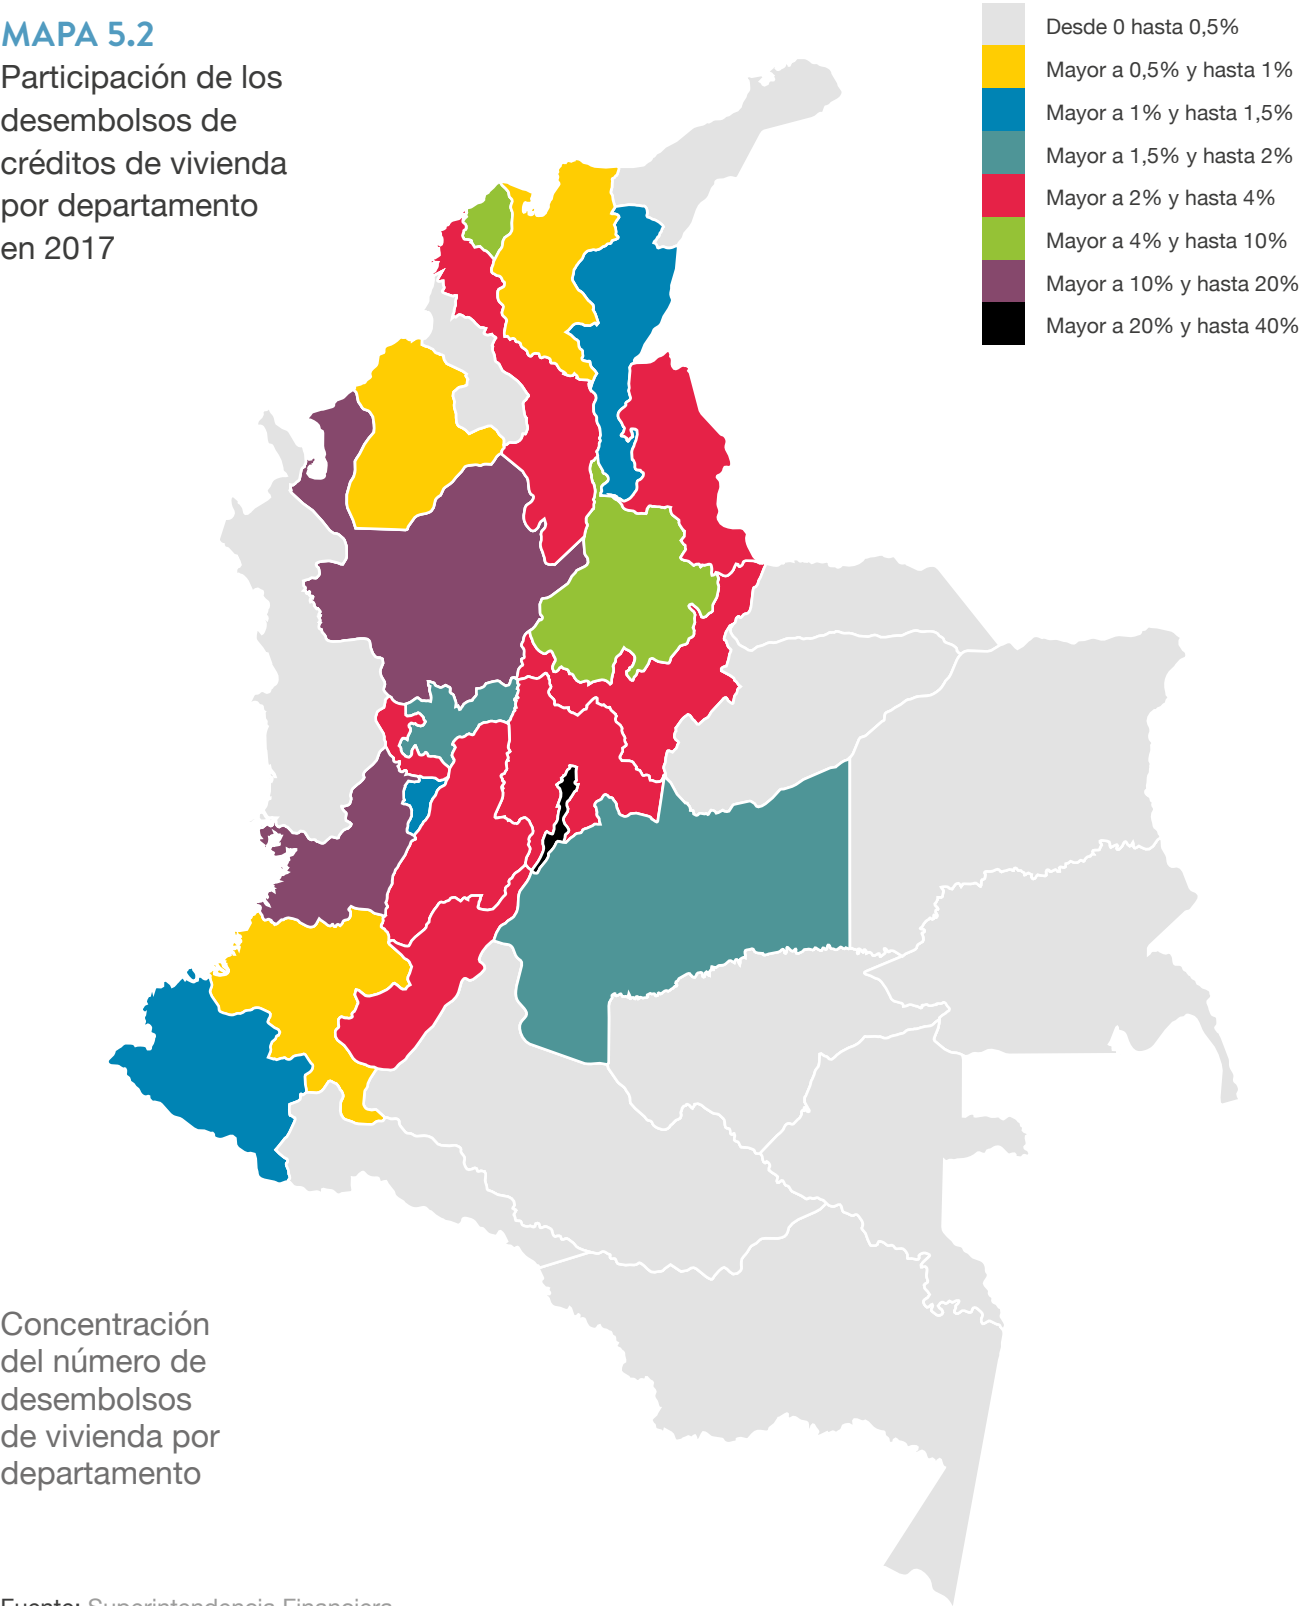 MAPA 5.2
Participación de los
desembolsos de
créditos de vivienda
por departamento
en 2017
Desde 0 hasta 0,5%
Mayor a 0,5% y hasta 1%
Mayor a 1% y hasta 1,5%
Mayor a 1,5% y hasta 2%
Mayor a 2% y hasta 4%
Mayor a 4% y hasta 10%
Mayor a 10% y hasta 20%
Mayor a 20% y hasta 40%
Concentración
del número de
desembolsos
de vivienda por
departamento
Fuente: Superintendencia Financiera